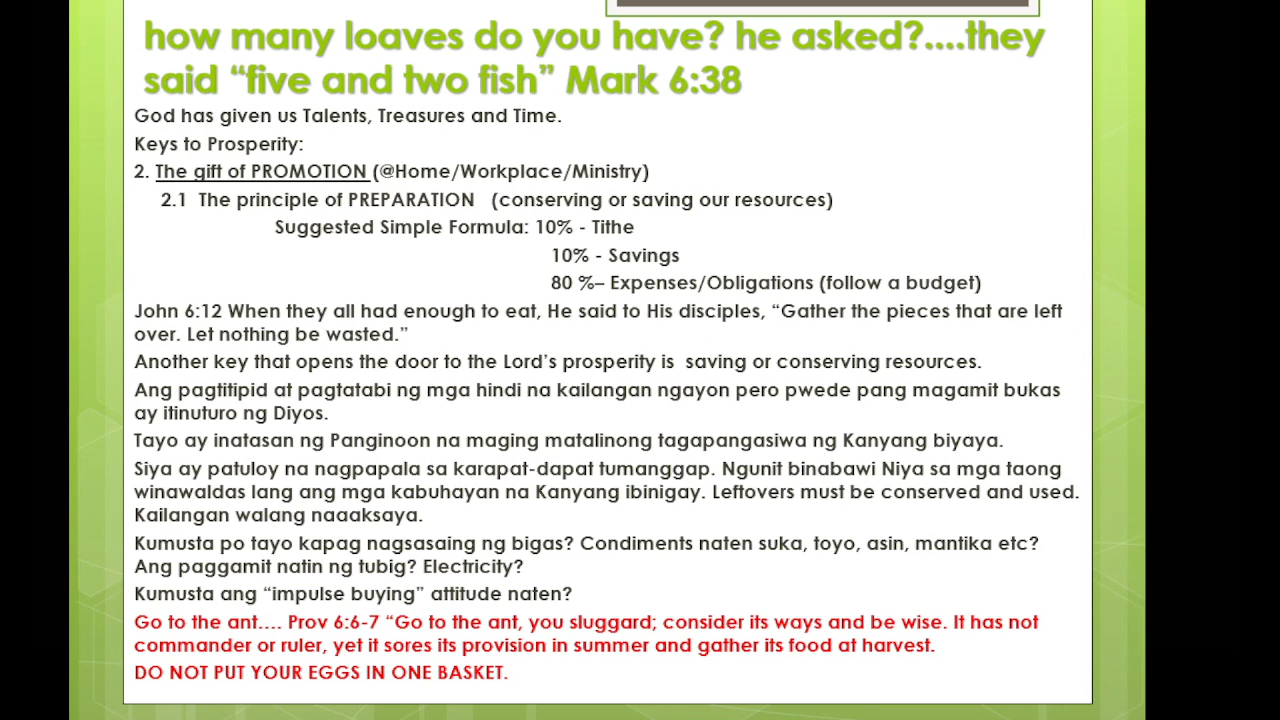 how many loaves do you have? he asked?....they
said “five and two fish” Mark 6:38
God has given us Talents, Treasures and Time.
Keys to Prosperity:
2. The gift of PROMOTION (@Home/Workplace/Ministry)
2.1 The principle of PREPARATION (conserving or saving our resources)
Suggested Simple Formula: 10% - Tithe
10% - Savings
80 %– Expenses/Obligations (follow a budget)
John 6:12 When they all had enough to eat, He said to His disciples, “Gather the pieces that are left
over. Let nothing be wasted.”
Another key that opens the door to the Lord’s prosperity is saving or conserving resources.
Ang pagtitipid at pagtatabi ng mga hindi na kailangan ngayon pero pwede pang magamit bukas
ay itinuturo ng Diyos.
Tayo ay inatasan ng Panginoon na maging matalinong tagapangasiwa ng Kanyang biyaya.
Siya ay patuloy na nagpapala sa karapat-dapat tumanggap. Ngunit binabawi Niya sa mga taong
winawaldas lang ang mga kabuhayan na Kanyang ibinigay. Leftovers must be conserved and used.
Kailangan walang naaaksaya.
Kumusta po tayo kapag nagsasaing ng bigas? Condiments naten suka, toyo, asin, mantika etc?
Ang paggamit natin ng tubig? Electricity?
Kumusta ang “impulse buying” attitude naten?
Go to the ant…. Prov 6:6-7 “Go to the ant, you sluggard; consider its ways and be wise. It has not
commander or ruler, yet it sores its provision in summer and gather its food at harvest.
DO NOT PUT YOUR EGGS IN ONE BASKET.